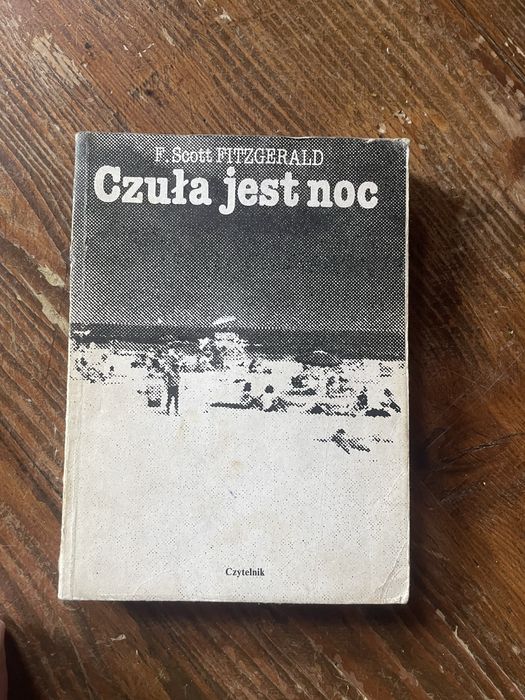 F. Scott FITZGERALD
Czuła jest noc
Czytelnik